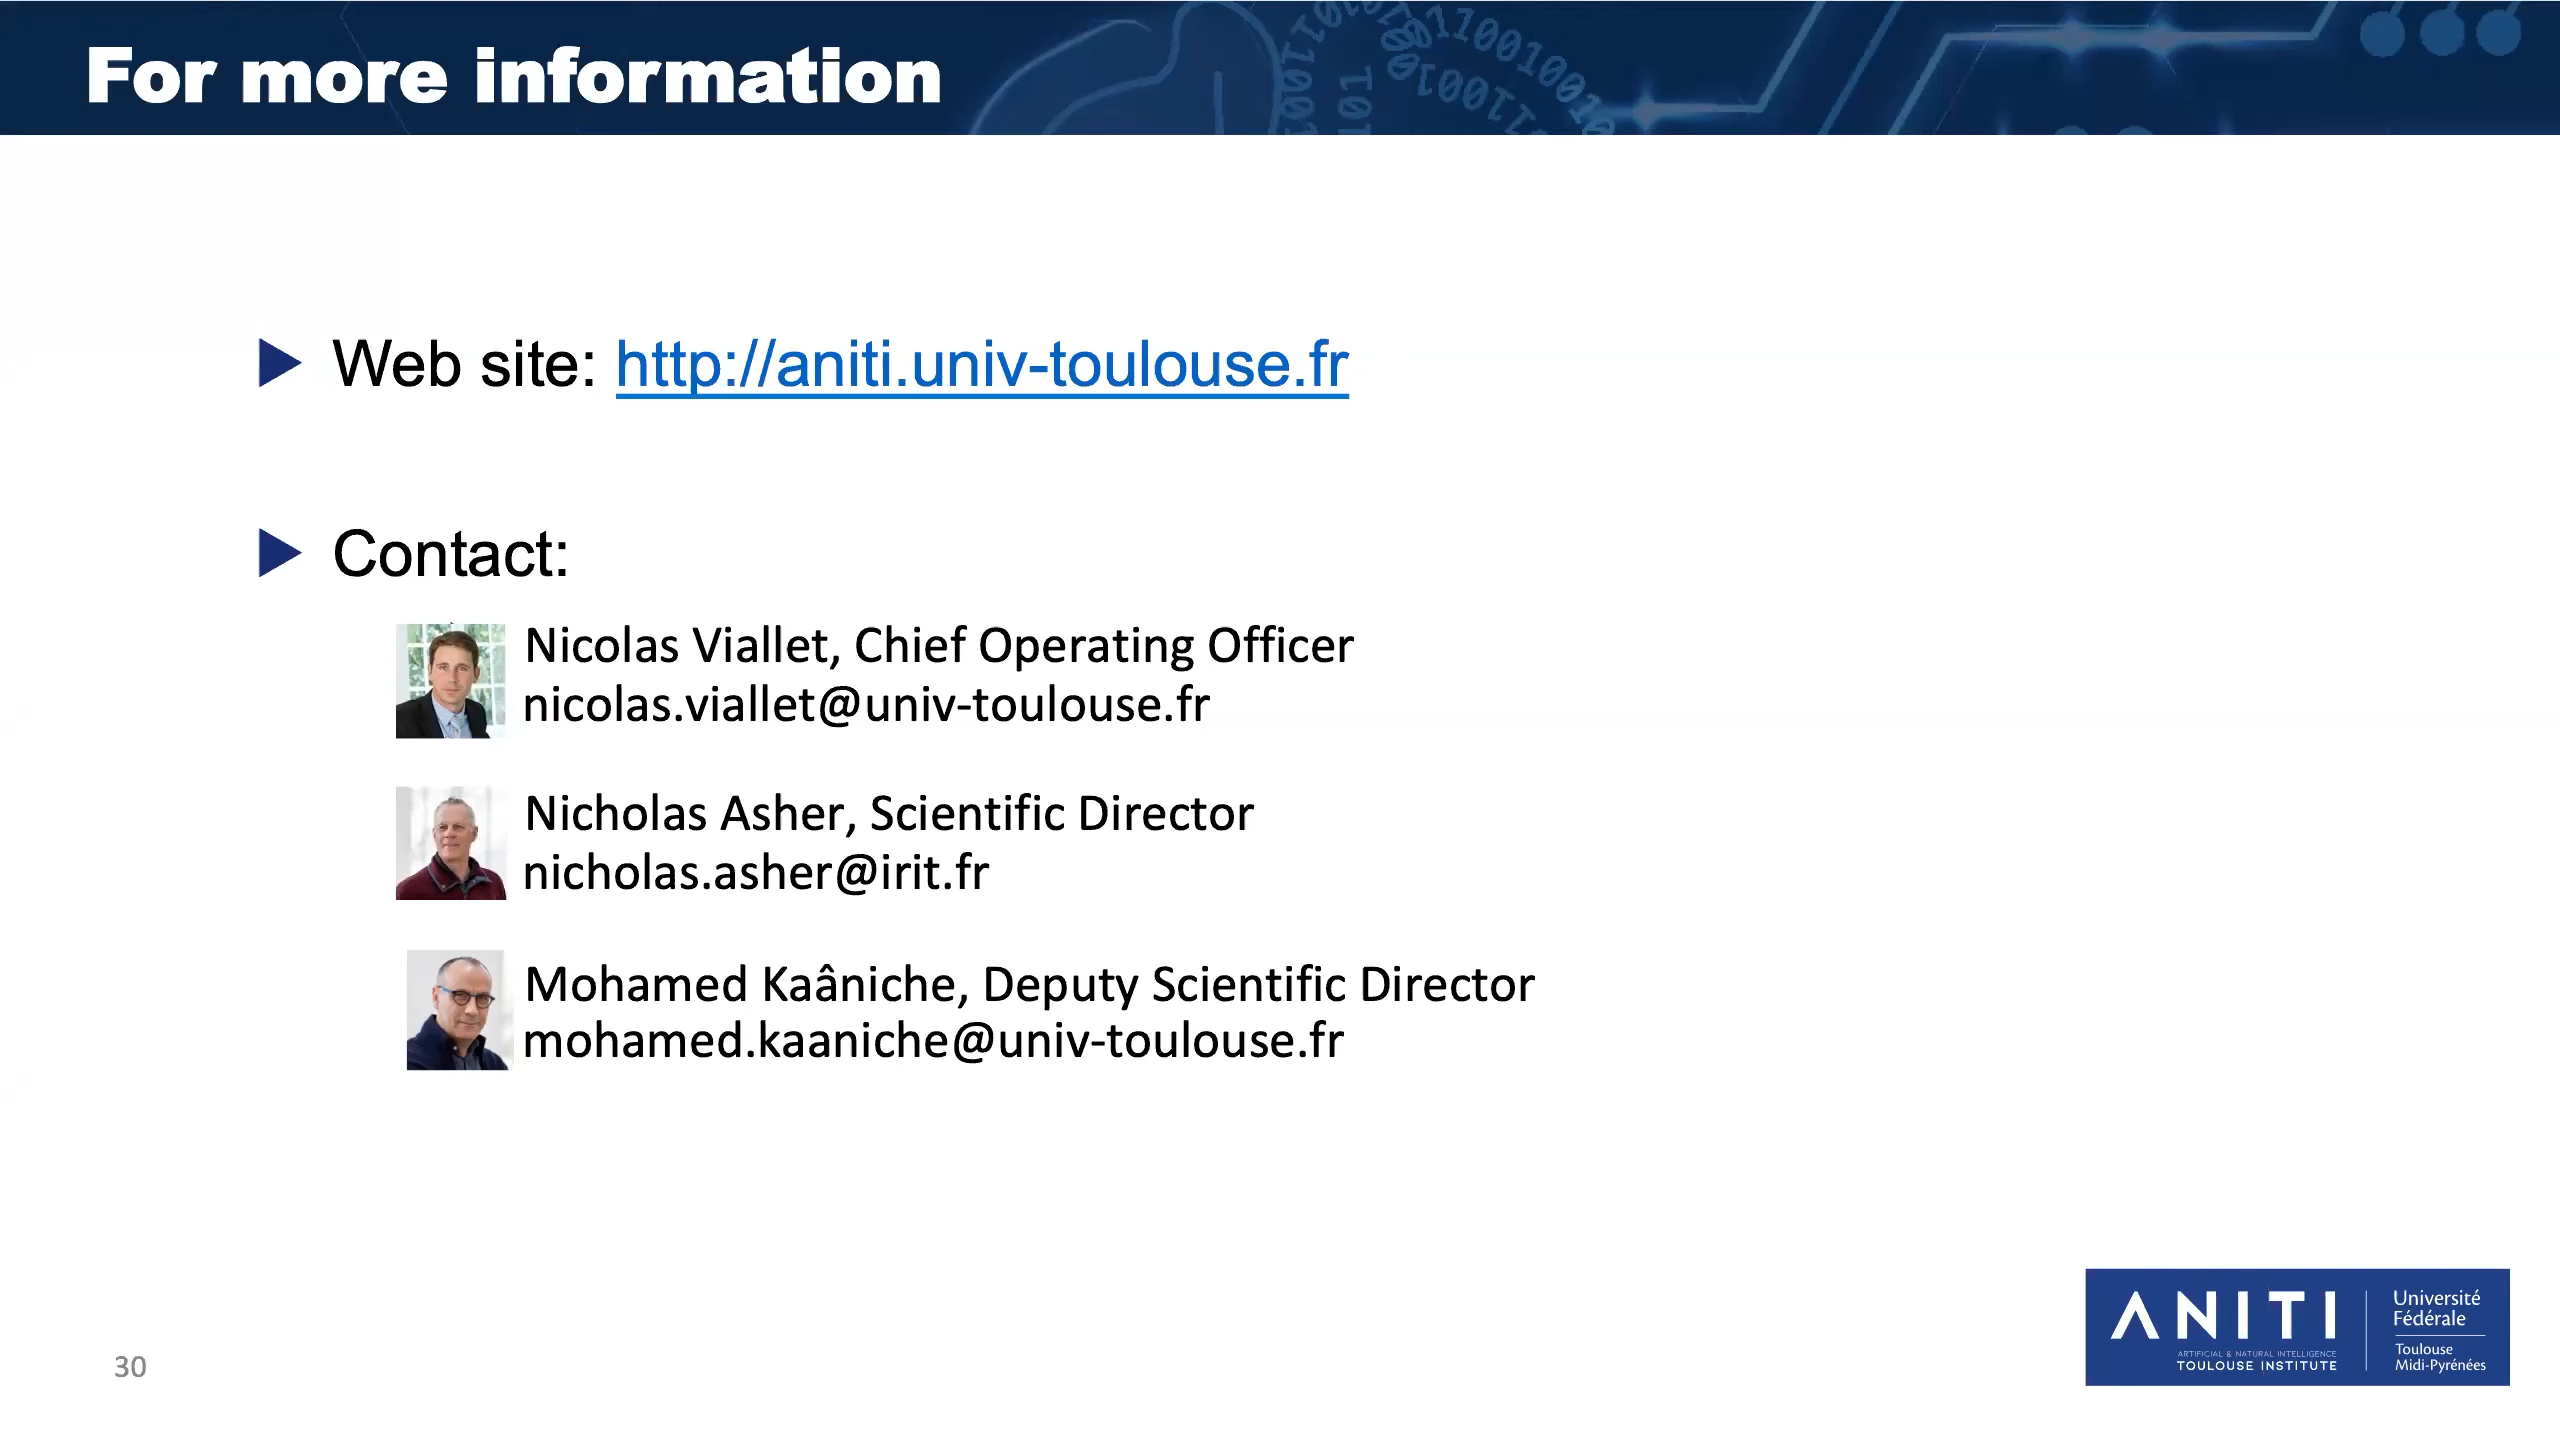 For more information
Web site: http://aniti.univ-toulouse.fr
Contact:
Nicolas Viallet, Chief Operating Officer
nicolas.viallet@univ-toulouse.fr
Nicholas Asher, Scientific Director
nicholas.asher@irit.fr
Mohamed Kaâniche, Deputy Scientific Director
mohamed.kaaniche@univ-toulouse.fr
30
ANITI
ARTIFICIAL & NATURAL INTELLIGENCE
TOULOUSE INSTITUTE
Université
Fédérale
Toulouse
Midi-Pyrénées